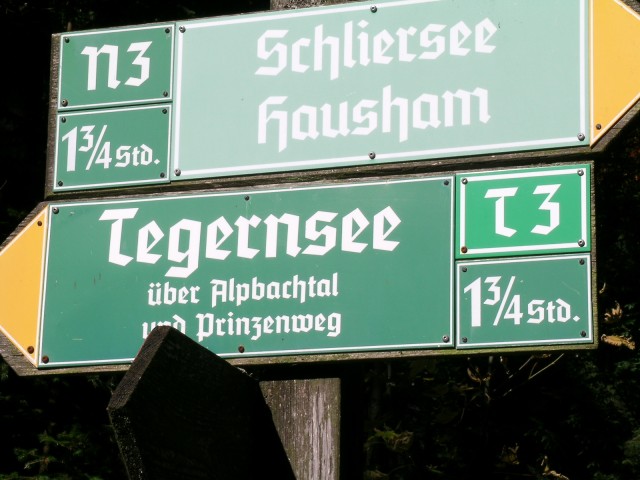 n3
Schliersee
1¾ Std.
Hausham
Tegernsee
T3
über Alpbachtal
1¾ Std.
und Prinzenweg